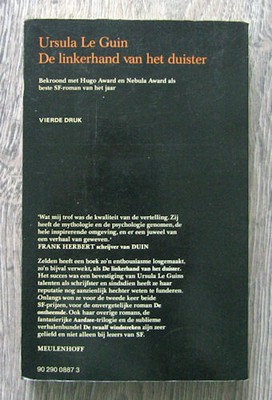 Ursula Le Guin
De linkerhand van het duister
Bekroond met Hugo Award en Nebula Award als
beste SF-roman van het jaar
VIERDE DRUK
'Wat mij trof was de kwaliteit van de vertelling. Zij
heeft de mythologie en de psychologie genomen, de
hele inspirerende omgeving, en er een juweel van
een verhaal van geweven.'
FRANK HERBERT schrijver van DUIN
Zelden heeft een boek zo'n enthousiasme losgemaakt,
zo'n bijval verwekt, als De linkerhand van het duister.
Het succes was een bevestiging van Ursula Le Guins
talenten als schrijfster en sindsdien heeft ze haar
reputatie nog aanzienlijk hechter weten te funderen.
Onlangs won ze voor de tweede keer beide
SF-prijzen, voor de onvergetelijke roman De
ontheemde. Ook haar overige romans, de
fantasierijke Aardzee-trilogie en de sublieme
verhalenbundel De twaalf windstreken zijn zeer
geliefd en niet alleen bij lezers van SF.
MEULENHOFF
90 290 0887 3